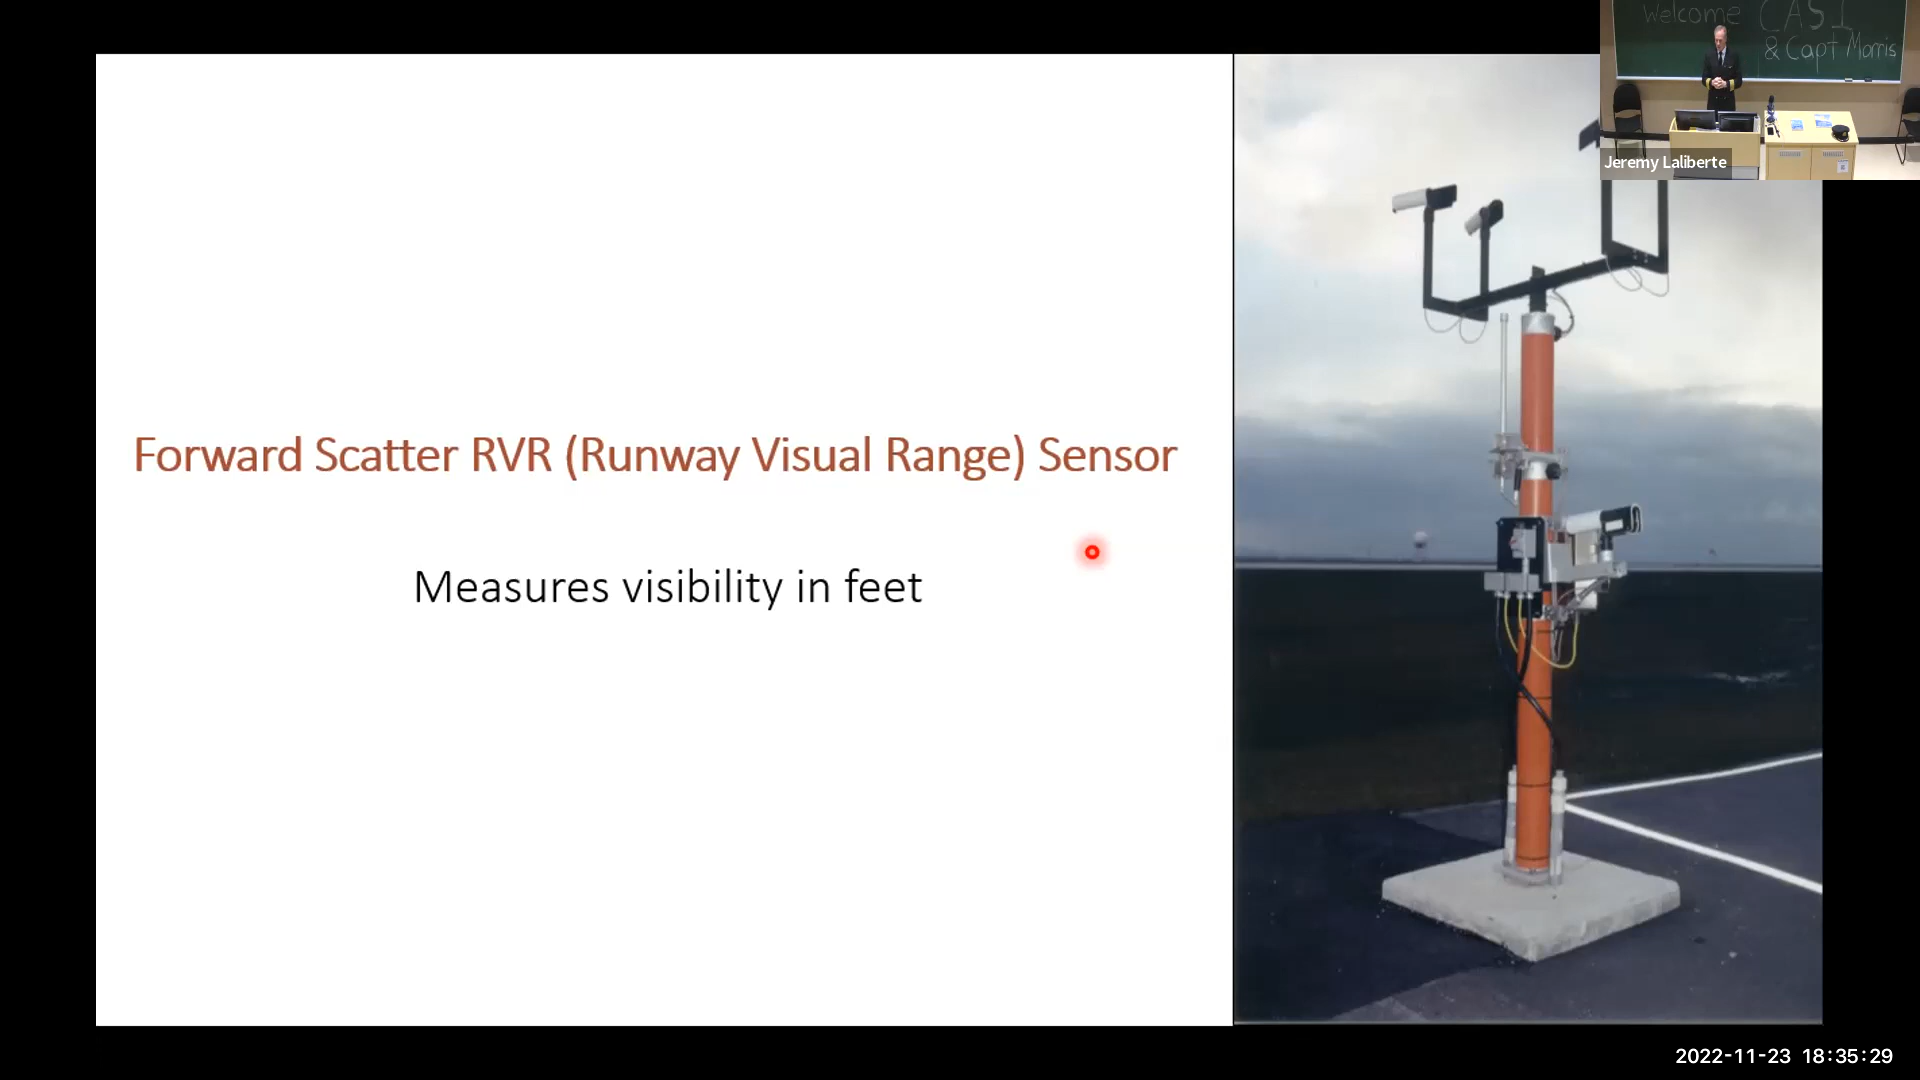 Welcome CASI
& Capt Morris
Jeremy Laliberte
Forward Scatter RVR (Runway Visual Range) Sensor
Measures visibility in feet
2022-11-23 18:35:29